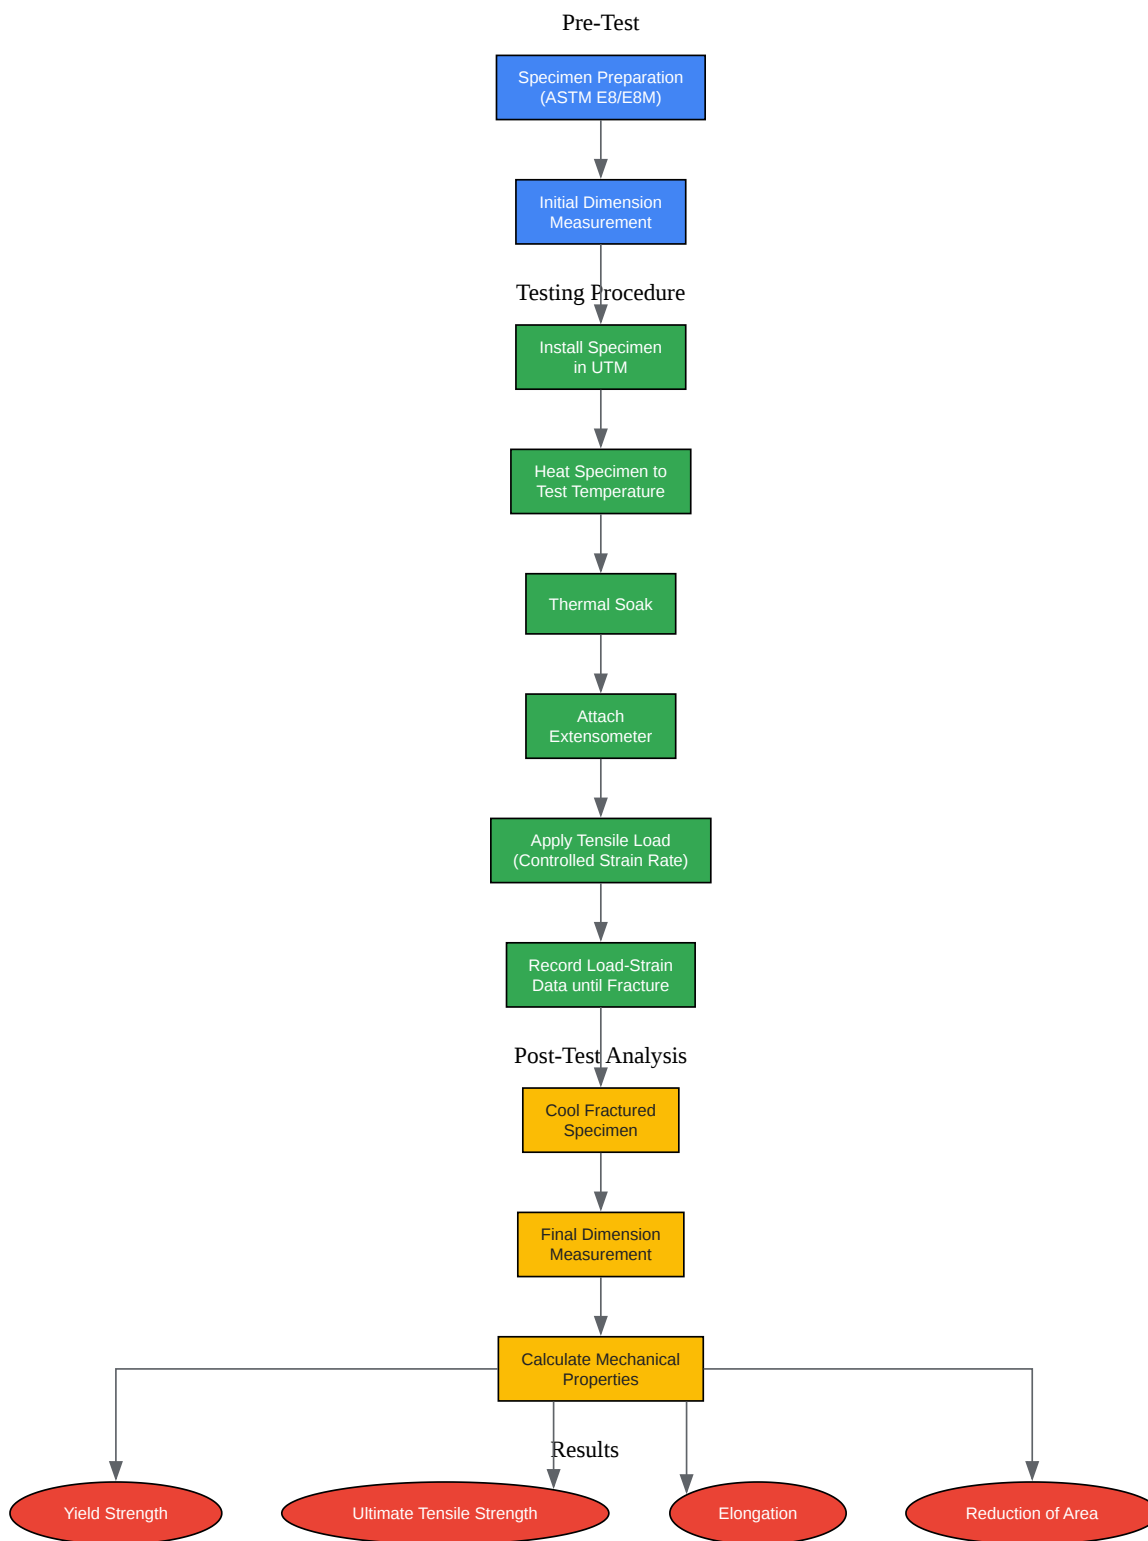 Pre-Test
Specimen Preparation
(ASTM E8/E8M)
Initial Dimension
Measurement
Testing Procedure
Install Specimen
in UTM
Heat Specimen to
Test Temperature
Thermal Soak
Attach
Extensometer
Apply Tensile Load
(Controlled Strain Rate)
Record Load-Strain
Data until Fracture
Post-Test Analysis
Cool Fractured
Specimen
Final Dimension
Measurement
Calculate Mechanical
Properties
Results
Yield Strength
Ultimate Tensile Strength
Elongation
Reduction of Area